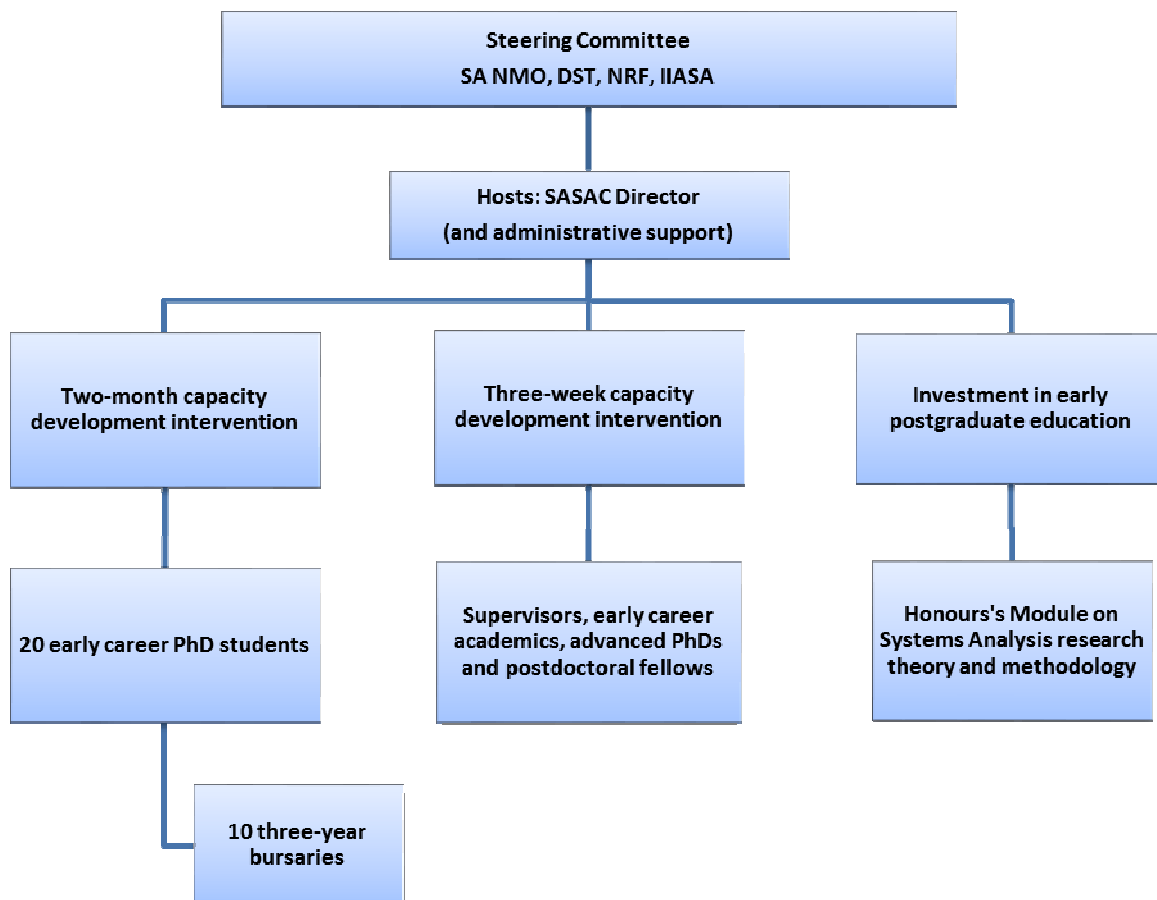 Steering Committee
SA NMO, DST, NRF, IIASA
Hosts: SASAC Director
(and administrative support)
Two-month capacity
development intervention
Three-week capacity
development intervention
Investment in early
postgraduate education
20 early career PhD students
Supervisors, early career
academics, advanced PhDs
and postdoctoral fellows
Honours's Module on
Systems Analysis research
theory and methodology
10 three-year
bursaries